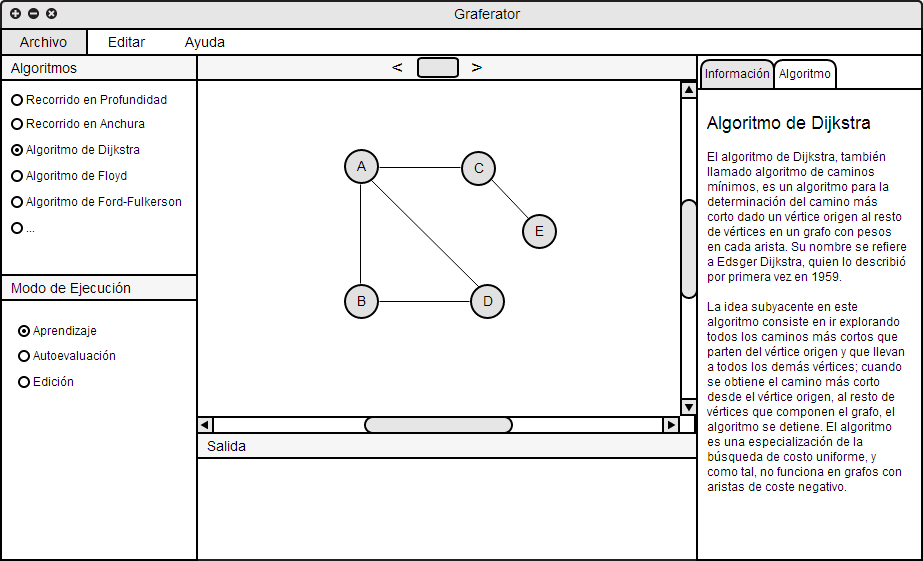 Graferator
Archivo Editar Ayuda
Algoritmos
Recorrido en Profundidad
Recorrido en Anchura
Algoritmo de Dijkstra
Algoritmo de Floyd
Algoritmo de Ford-Fulkerson
...
Modo de Ejecución
Aprendizaje
Autoevaluación
Edición
< >
A
C
E
B
D
Salida
Información Algoritmo
Algoritmo de Dijkstra
El algoritmo de Dijkstra, también
llamado algoritmo de caminos
mínimos, es un algoritmo para la
determinación del camino más
corto dado un vértice origen al resto
de vértices en un grafo con pesos
en cada arista. Su nombre se refiere
a Edsger Dijkstra, quien lo describió
por primera vez en 1959.
La idea subyacente en este
algoritmo consiste en ir explorando
todos los caminos más cortos que
parten del vértice origen y que llevan
a todos los demás vértices; cuando
se obtiene el camino más corto
desde el vértice origen, al resto de
vértices que componen el grafo, el
algoritmo se detiene. El algoritmo
es una especialización de la
búsqueda de costo uniforme, y
como tal, no funciona en grafos con
aristas de coste negativo.